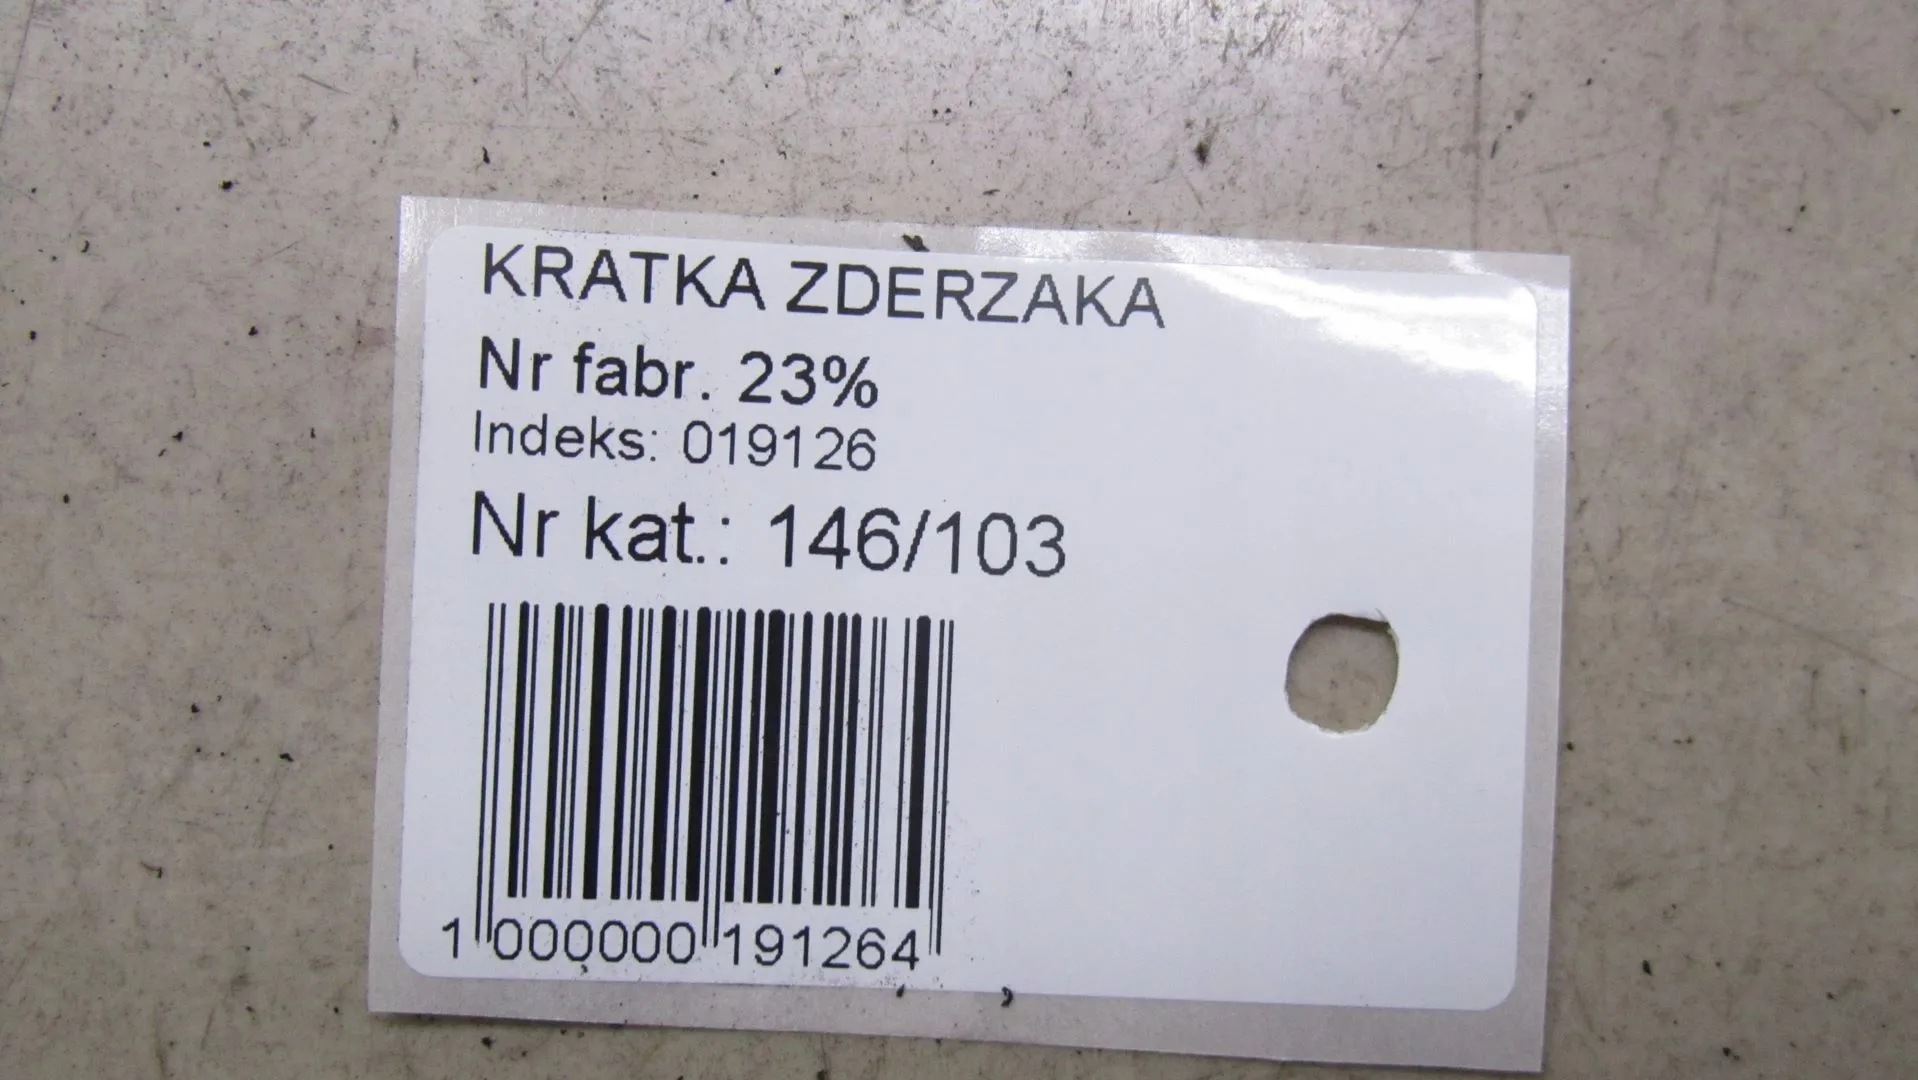 KRATKA ZDERZAKA
Nr fabr. 23%
Indeks: 019126
Nr kat.: 146/103
1 000000 191264